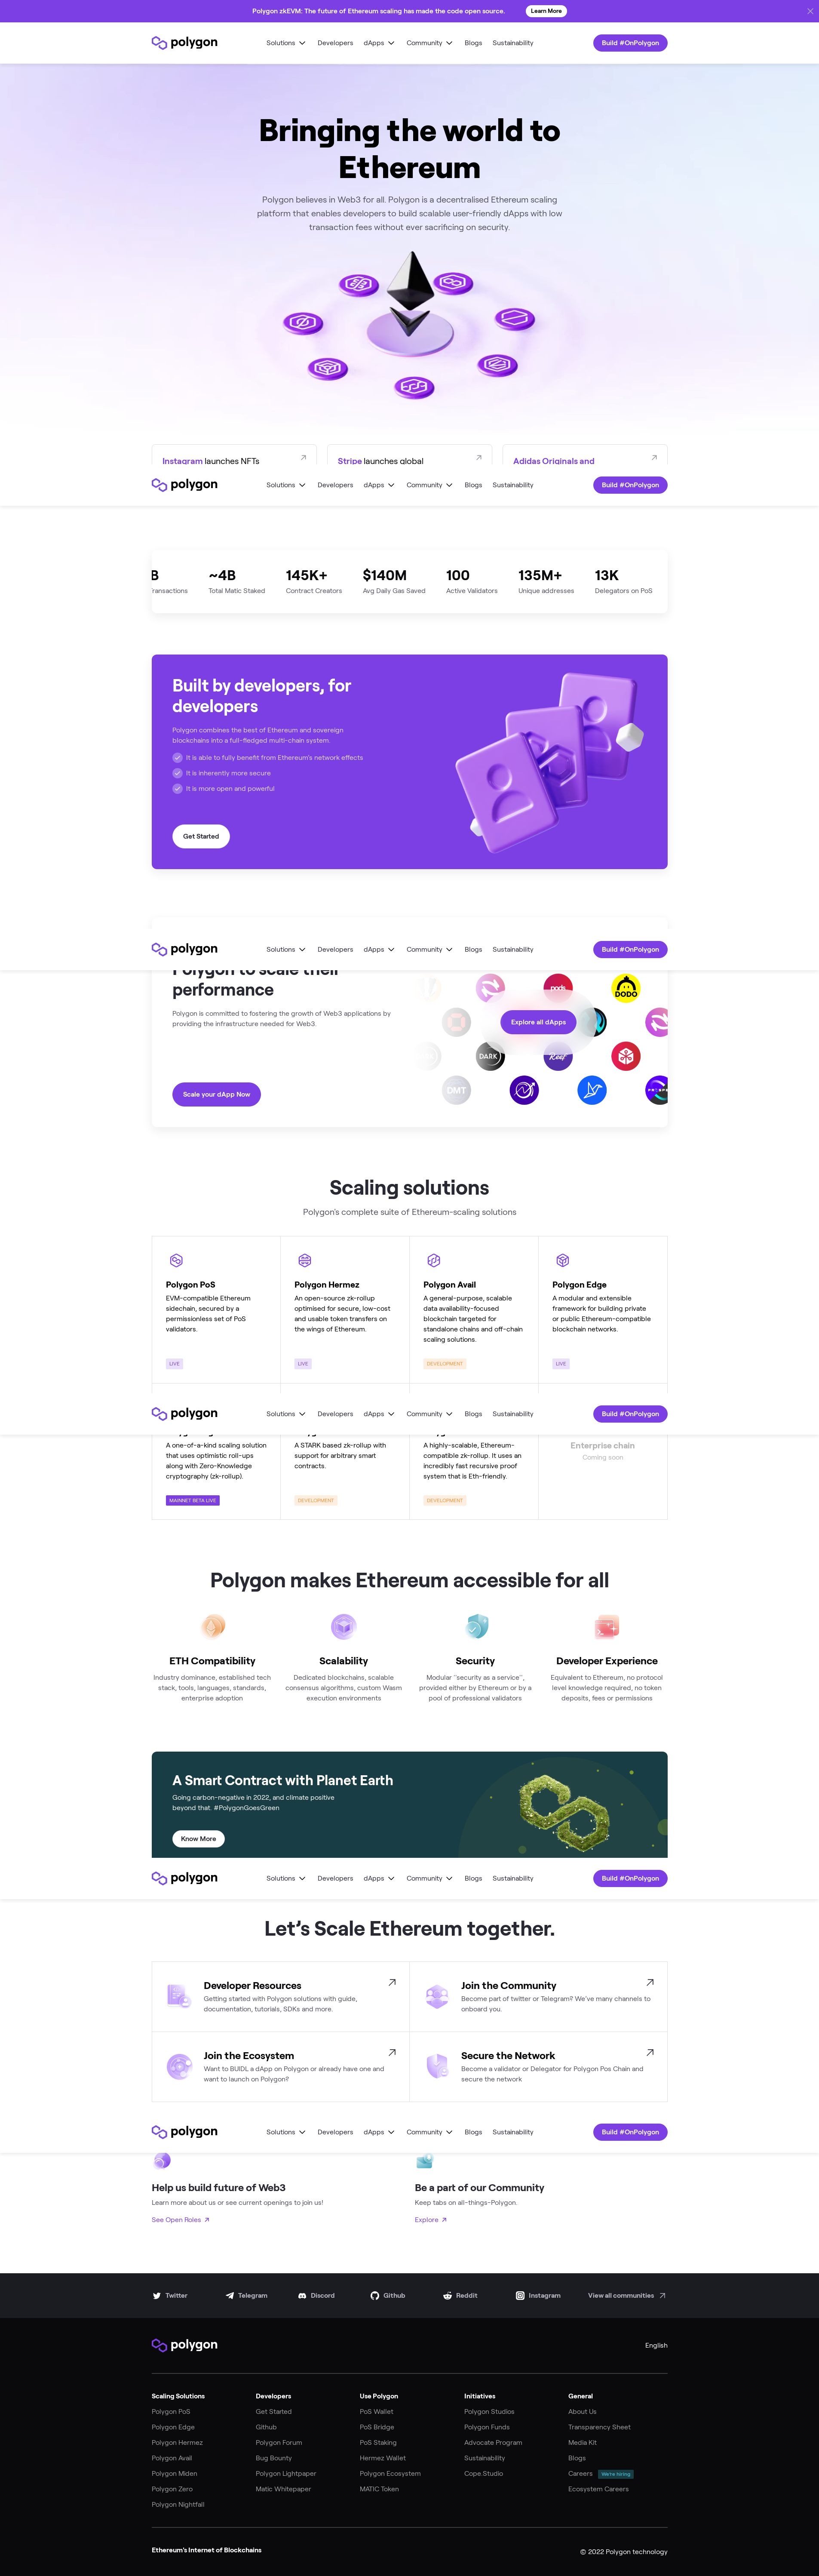 Polygon zkEVM: The future of Ethereum scaling has made the code open source.
Learn More
polygon
Solutions
Developers
dApps
Community
Blogs
Sustainability
Build #OnPolygon
Bringing the world to
Ethereum
Polygon believes in Web3 for all. Polygon is a decentralised Ethereum scaling
platform that enables developers to build scalable user-friendly dApps with low
transaction fees without ever sacrificing on security.
Instagram launches NFTs
Stripe launches global
Adidas Originals and
polygon
Solutions
Developers
dApps
Community
Blogs
Sustainability
Build #OnPolygon
~4B
Total Matic Staked
145K+
Contract Creators
$140M
Avg Daily Gas Saved
100
Active Validators
135M+
Unique addresses
13K
Delegators on PoS
Built by developers, for
developers
Polygon combines the best of Ethereum and sovereign
blockchains into a full-fledged multi-chain system.
It is able to fully benefit from Ethereum's network effects
It is inherently more secure
It is more open and powerful
Get Started
polygon
Solutions
Developers
dApps
Community
Blogs
Sustainability
Build #OnPolygon
Polygon to scale their
performance
Polygon is committed to fostering the growth of Web3 applications by
providing the infrastructure needed for Web3.
Scale your dApp Now
pods
DODO
Explore all dApps
DARK
Reef
DMT
Scaling solutions
Polygon's complete suite of Ethereum-scaling solutions
Polygon PoS
EVM-compatible Ethereum
sidechain, secured by a
permissionless set of PoS
validators.
LIVE
Polygon Hermez
An open-source zk-rollup
optimised for secure, low-cost
and usable token transfers on
the wings of Ethereum.
LIVE
Polygon Avail
A general-purpose, scalable
data availability-focused
blockchain targeted for
standalone chains and off-chain
scaling solutions.
DEVELOPMENT
Polygon Edge
A modular and extensible
framework for building private
or public Ethereum-compatible
blockchain networks.
LIVE
polygon
Solutions
Developers
dApps
Community
Blogs
Sustainability
Build #OnPolygon
A one-of-a-kind scaling solution
that uses optimistic roll-ups
along with Zero-Knowledge
cryptography (zk-rollup).
MAINNET BETA LIVE
A STARK based zk-rollup with
support for arbitrary smart
contracts.
DEVELOPMENT
A highly-scalable, Ethereum-
compatible zk-rollup. It uses an
incredibly fast recursive proof
system that is Eth-friendly.
DEVELOPMENT
Enterprise chain
Coming soon
Polygon makes Ethereum accessible for all
ETH Compatibility
Industry dominance, established tech
stack, tools, languages, standards,
enterprise adoption
Scalability
Dedicated blockchains, scalable
consensus algorithms, custom Wasm
execution environments
Security
Modular "security as a service",
provided either by Ethereum or by a
pool of professional validators
Developer Experience
Equivalent to Ethereum, no protocol
level knowledge required, no token
deposits, fees or permissions
A Smart Contract with Planet Earth
Going carbon-negative in 2022, and climate positive
beyond that. #PolygonGoesGreen
Know More
polygon
Solutions
Developers
dApps
Community
Blogs
Sustainability
Build #OnPolygon
Let's Scale Ethereum together.
Developer Resources
Getting started with Polygon solutions with guide,
documentation, tutorials, SDKs and more.
Join the Community
Become part of twitter or Telegram? We've many channels to
onboard you.
Join the Ecosystem
Want to BUIDL a dApp on Polygon or already have one and
want to launch on Polygon?
Secure the Network
Become a validator or Delegator for Polygon Pos Chain and
secure the network
polygon
Solutions
Developers
dApps
Community
Blogs
Sustainability
Build #OnPolygon
Help us build future of Web3
Learn more about us or see current openings to join us!
See Open Roles
Be a part of our Community
Keep tabs on all-things-Polygon.
Explore
Twitter
Telegram
Discord
Github
Reddit
Instagram
View all communities
polygon
English
Scaling Solutions
Polygon PoS
Polygon Edge
Polygon Hermez
Polygon Avail
Polygon Miden
Polygon Zero
Polygon Nightfall
Developers
Get Started
Github
Polygon Forum
Bug Bounty
Polygon Lightpaper
Matic Whitepaper
Use Polygon
PoS Wallet
PoS Bridge
PoS Staking
Hermez Wallet
Polygon Ecosystem
MATIC Token
Initiatives
Polygon Studios
Polygon Funds
Advocate Program
Sustainability
Cope.Studio
General
About Us
Transparency Sheet
Media Kit
Blogs
Careers
We're hiring
Ecosystem Careers
Ethereum's Internet of Blockchains
© 2022 Polygon technology